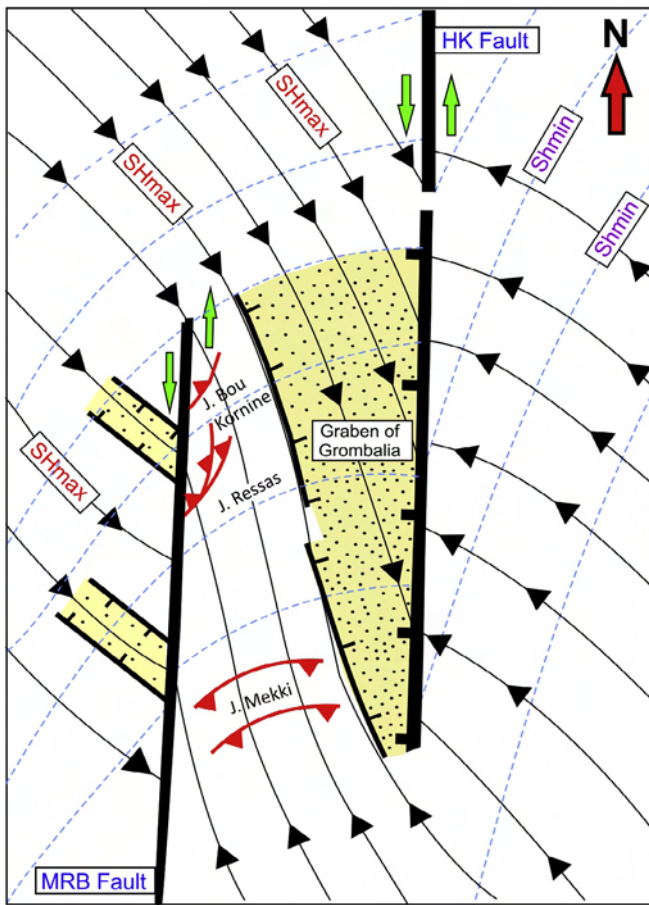 HK Fault
N
SHmax
SHmax
Shmin
Shmin
J. Bou
Kornine
Graben of
Grombalia
SHmax
J. Ressas
J. Mekki
MRB Fault